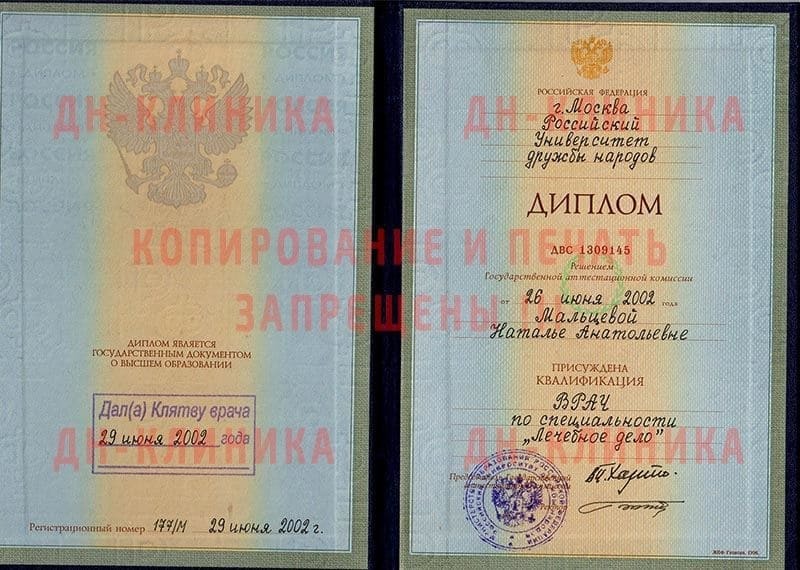 ДИПЛОМ ЯВЛЯЕТСЯ
ГОСУДАРСТВЕННЫМ ДОКУМЕНТОМ
О ВЫСШЕМ ОБРАЗОВАНИИ
Дал(а) Клятву врача
29 июня 2002 года
Регистрационный номер 177/М 29 июня 2002 г.
РОССИЙСКАЯ ФЕДЕРАЦИЯ
г. Москва
Российский
Университет
дружбы народов
ДИПЛОМ
ДВС 1309145
Решением
Государственной аттестационной комиссии
от 26 июня 2002 года
Мальцевой
Наталье Анатольевне
ПРИСУЖДЕНА
КВАЛИФИКАЦИЯ
ВРАЧ
по специальности
„Лечебное дело"
ДН-КЛИНИКА
ДН-КЛИНИКА
КОПИРОВАНИЕ И ПЕЧАТЬ
ЗАПРЕЩЕНЫ
ДН-КЛИНИКА
ДН-КЛИНИКА